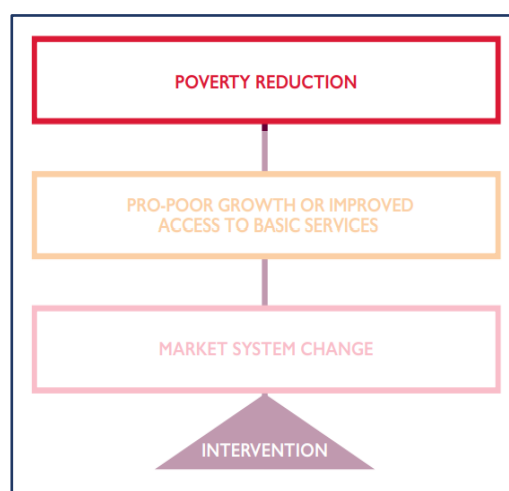 POVERTY REDUCTION
PRO-POOR GROWTH OR IMPROVED
ACCESS TO BASIC SERVICES
MARKET SYSTEM CHANGE
INTERVENTION